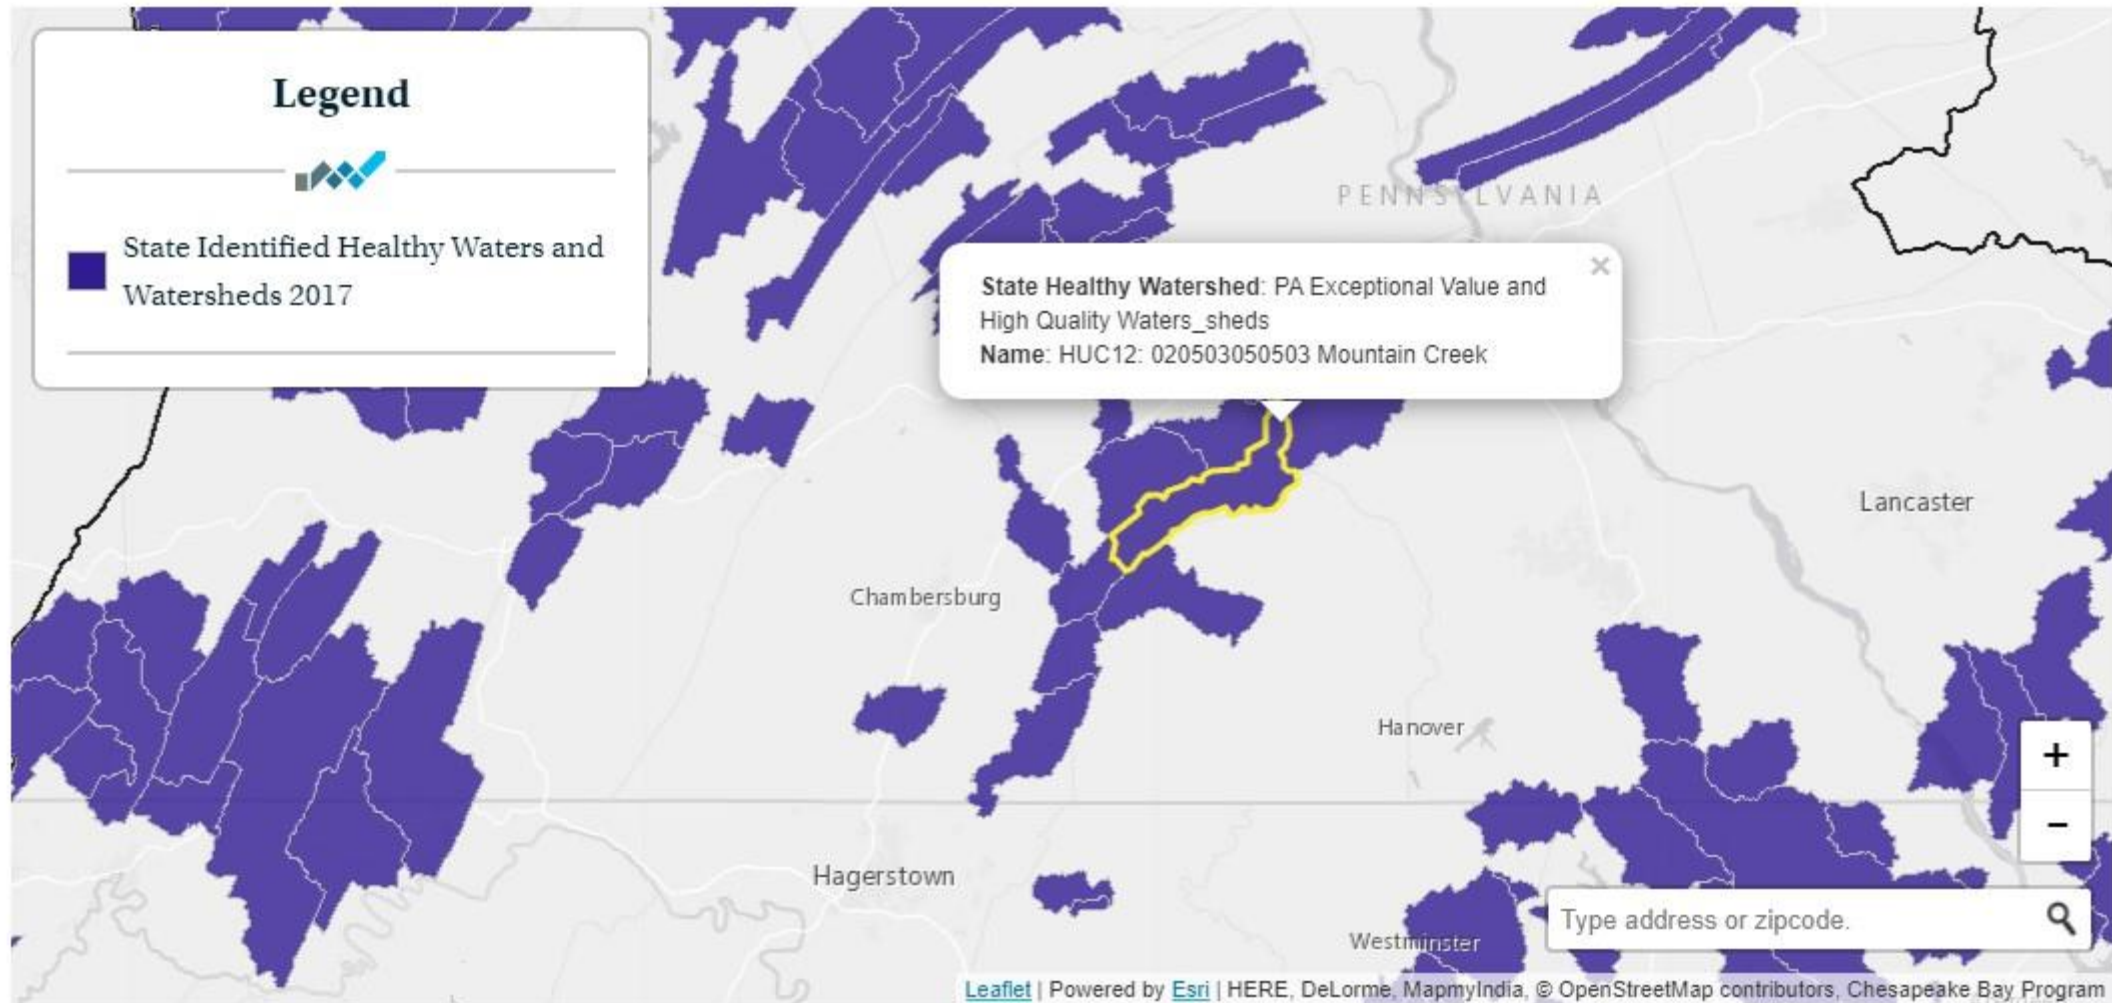 Legend
State Identified Healthy Waters and
Watersheds 2017
PENNSYLVANIA
×
State Healthy Watershed: PA Exceptional Value and
High Quality Waters_sheds
Name: HUC12: 020503050503 Mountain Creek
Lancaster
Chambersburg
Hanover
+
−
Hagerstown
Type address or zipcode.
Westminster
Leaflet | Powered by Esri | HERE, DeLorme, MapmyIndia, © OpenStreetMap contributors, Chesapeake Bay Program